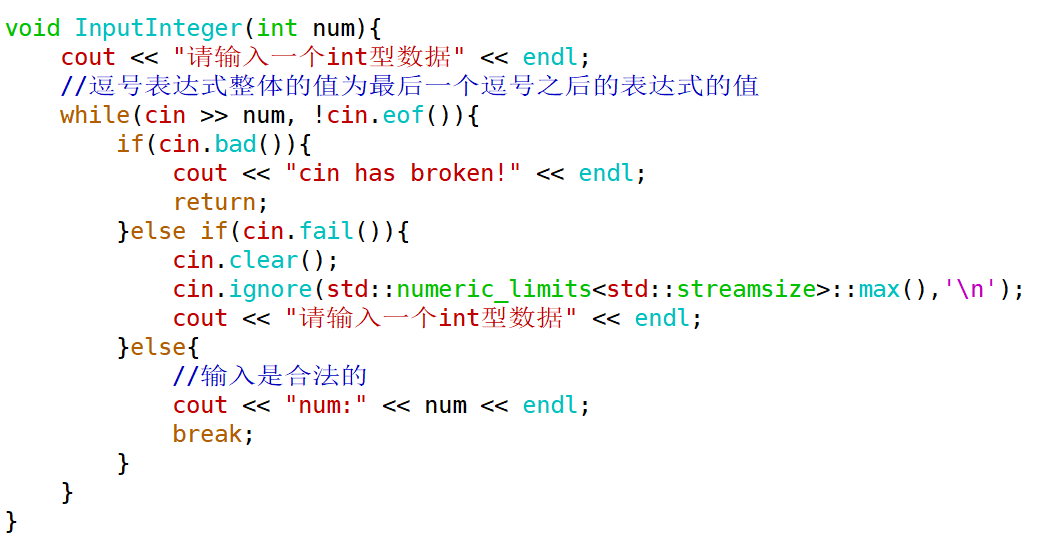 void InputInteger(int num){
    cout << "请输入一个int型数据" << endl;
    //逗号表达式整体的值为最后一个逗号之后的表达式的值
    while(cin >> num, !cin.eof()){
        if(cin.bad()){
            cout << "cin has broken!" << endl;
            return;
        }else if(cin.fail()){
            cin.clear();
            cin.ignore(std::numeric_limits<std::streamsize>::max(),'\n');
            cout << "请输入一个int型数据" << endl;
        }else{
            //输入是合法的
            cout << "num:" << num << endl;
            break;
        }
    }
}